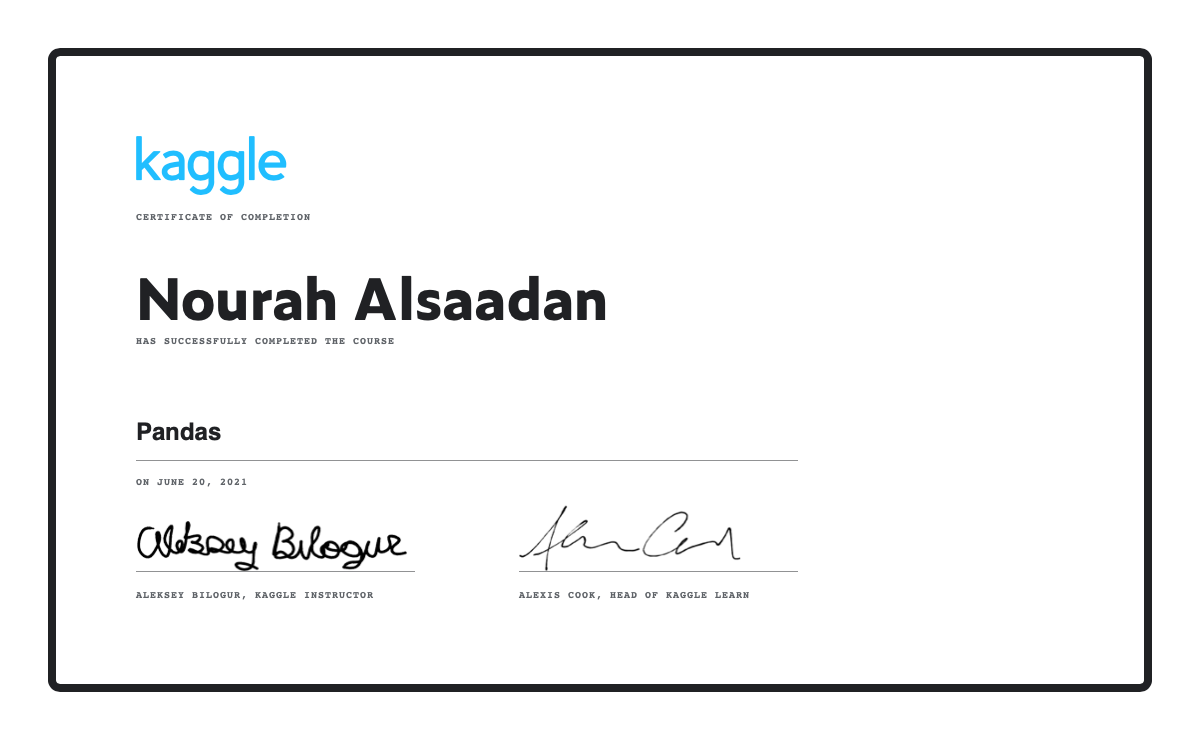 kaggle
CERTIFICATE OF COMPLETION
Nourah Alsaadan
HAS SUCCESSFULLY COMPLETED THE COURSE
Pandas
ON JUNE 20, 2021
Aleksey Bilogur
ALEKSEY BILOGUR, KAGGLE INSTRUCTOR
ALEXIS COOK, HEAD OF KAGGLE LEARN